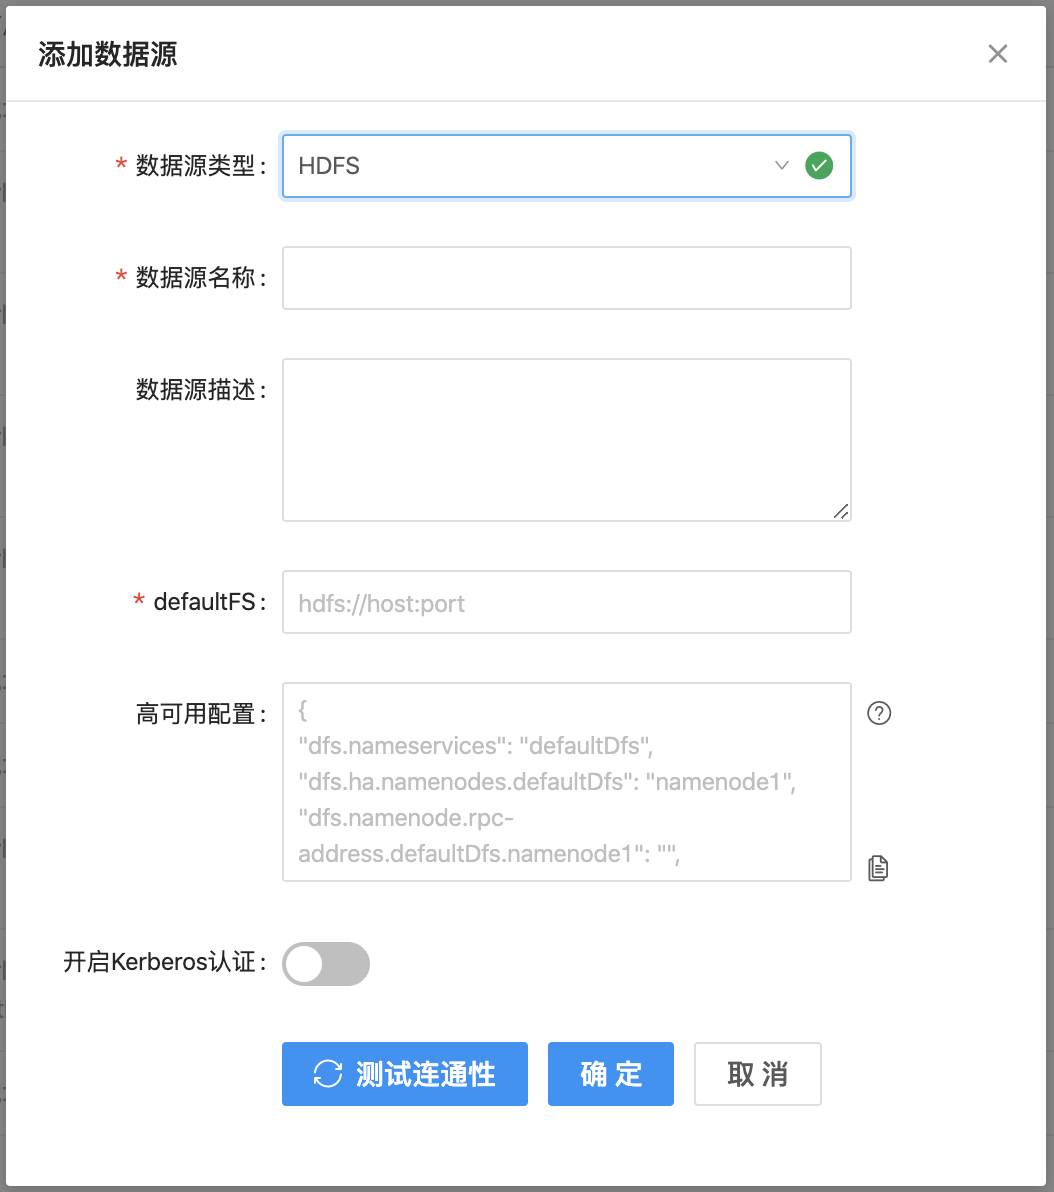 添加数据源
* 数据源类型 :
HDFS
* 数据源名称 :
数据源描述 :
* defaultFS :
hdfs://host:port
高可用配置 :
{
"dfs.nameservices": "defaultDfs",
"dfs.ha.namenodes.defaultDfs": "namenode1",
"dfs.namenode.rpc-
address.defaultDfs.namenode1": "",
开启Kerberos认证 :
测试连通性
确 定
取 消